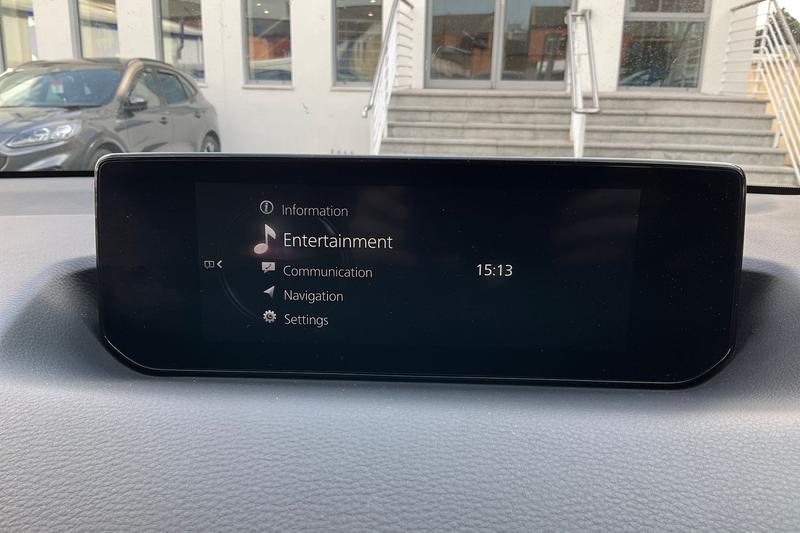 Information
Entertainment
Communication
15:13
Navigation
Settings